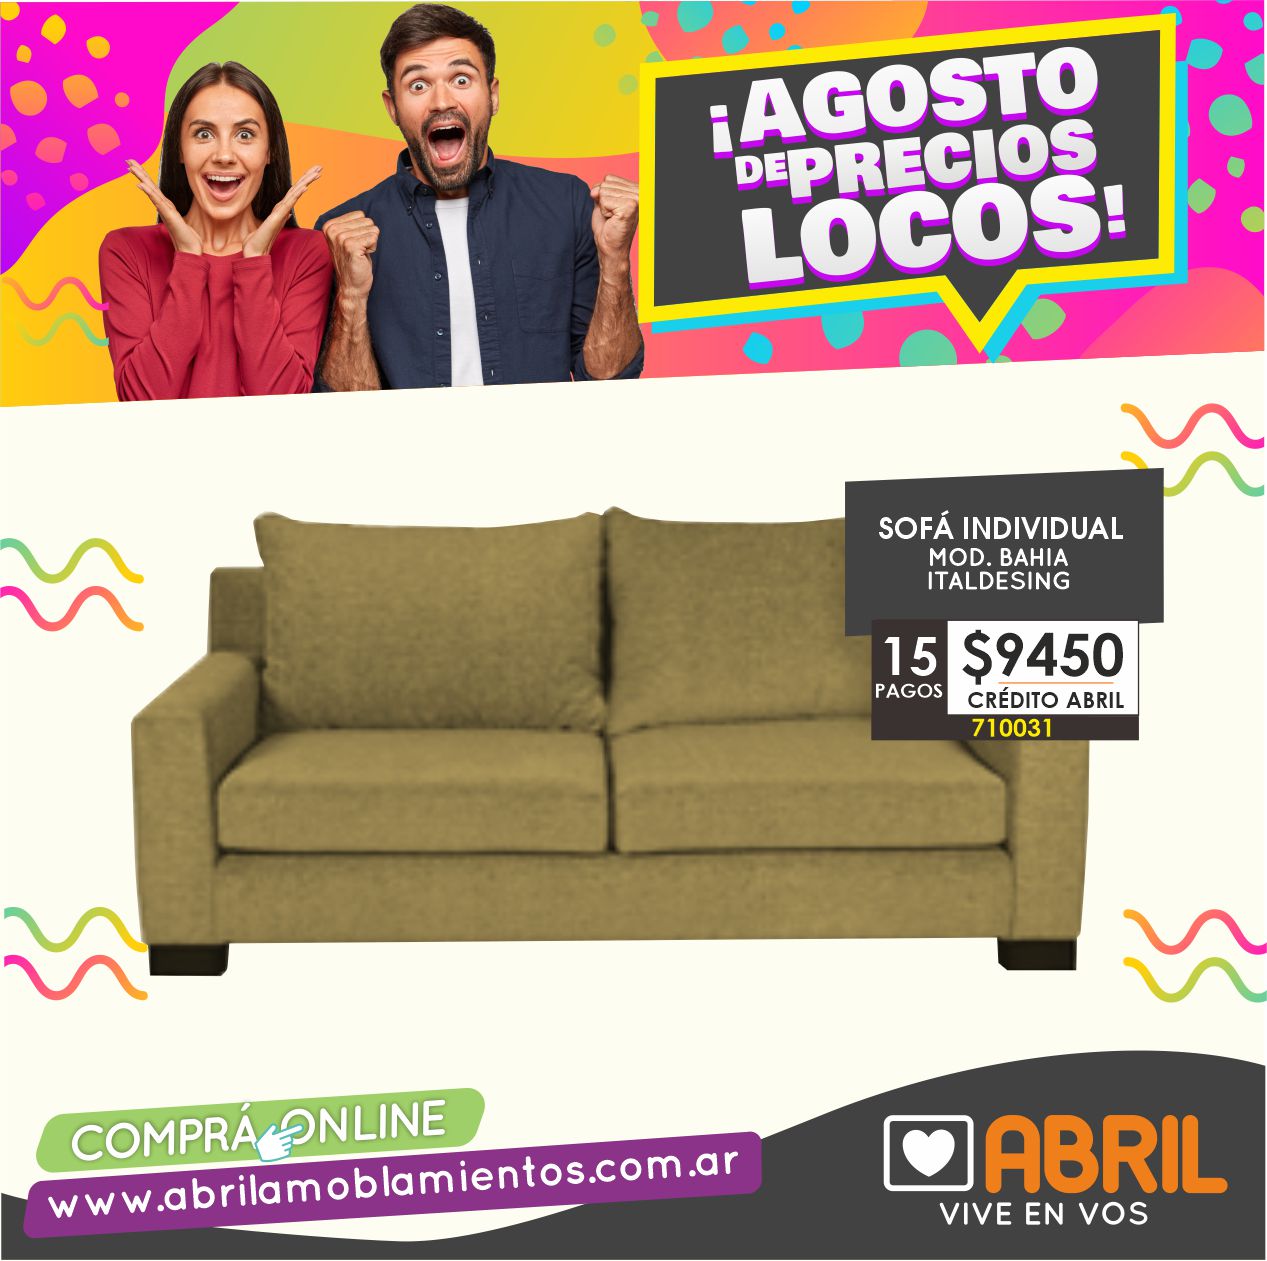 ¡AGOSTO
DE PRECIOS
LOCOS!
SOFÁ INDIVIDUAL
MOD. BAHIA
ITALDESING
15
PAGOS
$9450
CRÉDITO ABRIL
710031
COMPRÁ ONLINE
www.abrilamoblamientos.com.ar
ABRIL
VIVE EN VOS